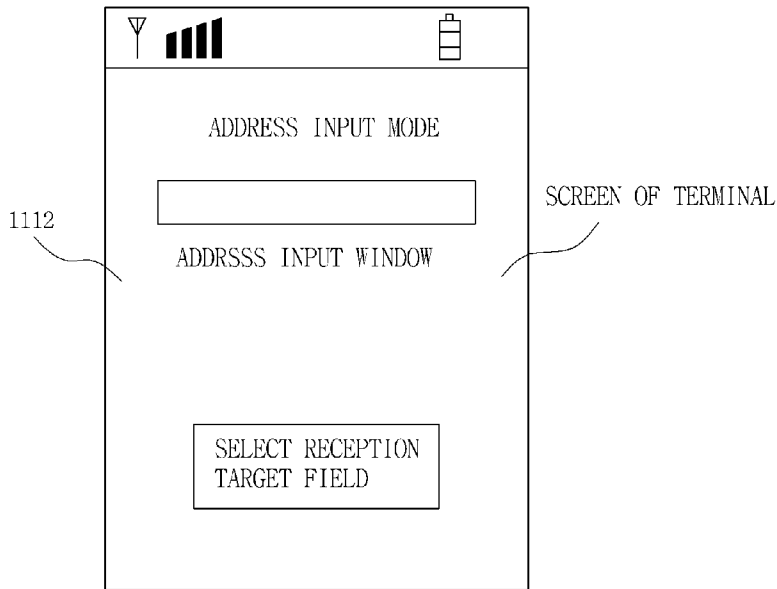 ADDRESS INPUT MODE
1112
SCREEN OF TERMINAL
ADDRSSS INPUT WINDOW
SELECT RECEPTION
TARGET FIELD